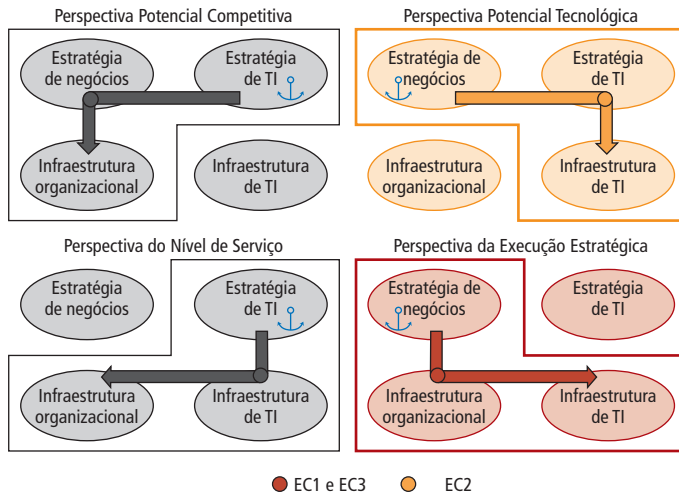 Perspectiva Potencial Competitiva
Estratégia
de negócios
Estratégia
de TI
Infraestrutura
organizacional
Infraestrutura
de TI
Perspectiva Potencial Tecnológica
Estratégia de
negócios
Estratégia
de TI
Infraestrutura
organizacional
Infraestrutura
de TI
Perspectiva do Nível de Serviço
Estratégia
de negócios
Estratégia
de TI
Infraestrutura
organizacional
Infraestrutura
de TI
Perspectiva da Execução Estratégica
Estratégia de
negócios
Estratégia
de TI
Infraestrutura
organizacional
Infraestrutura
de TI
EC1 e EC3
EC2